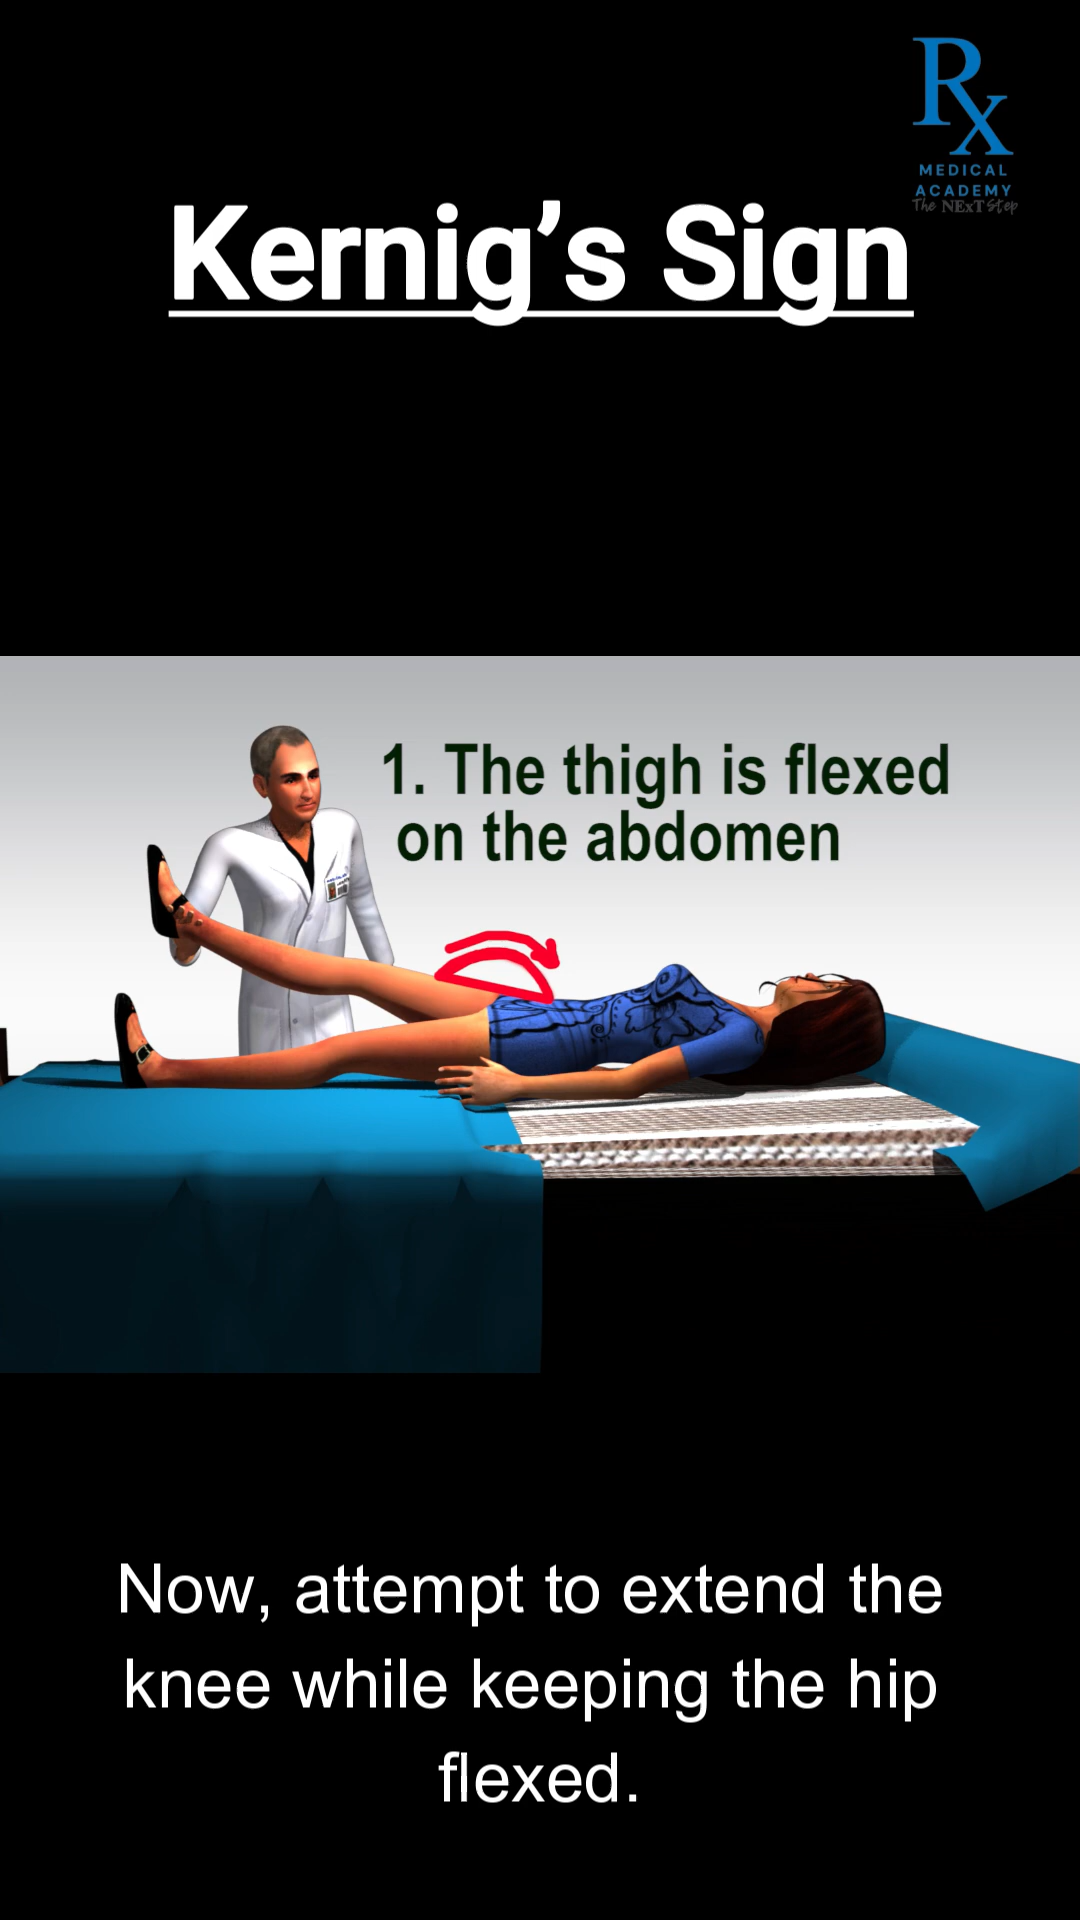 Rx
MEDICAL
ACADEMY
The NExT Step
Kernig’s Sign
1. The thigh is flexed
on the abdomen
Now, attempt to extend the
knee while keeping the hip
flexed.